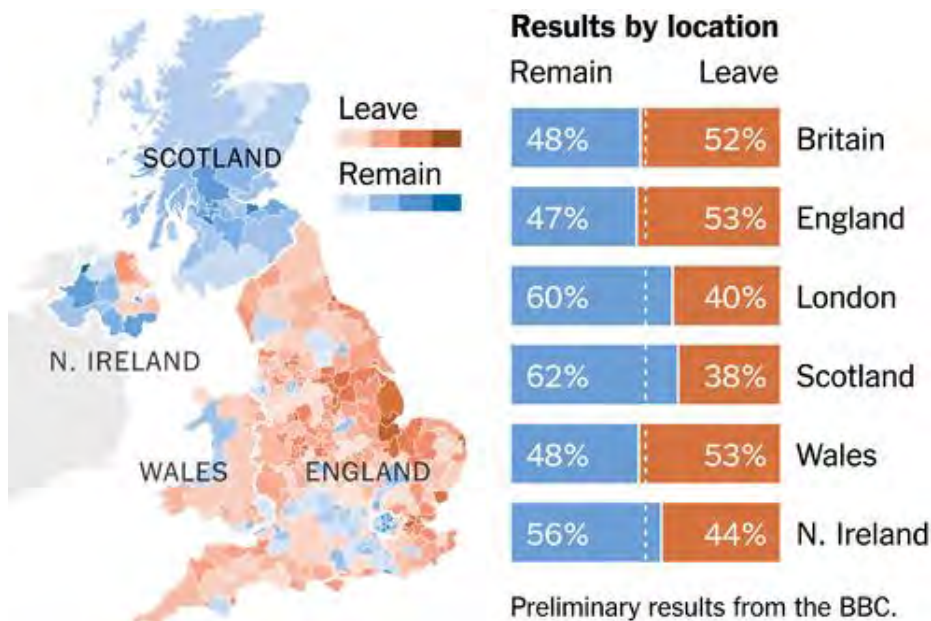 Leave
Remain
SCOTLAND
N. IRELAND
WALES
ENGLAND
Results by location
Remain Leave
48% 52% Britain
47% 53% England
60% 40% London
62% 38% Scotland
48% 53% Wales
56% 44% N. Ireland
Preliminary results from the BBC.